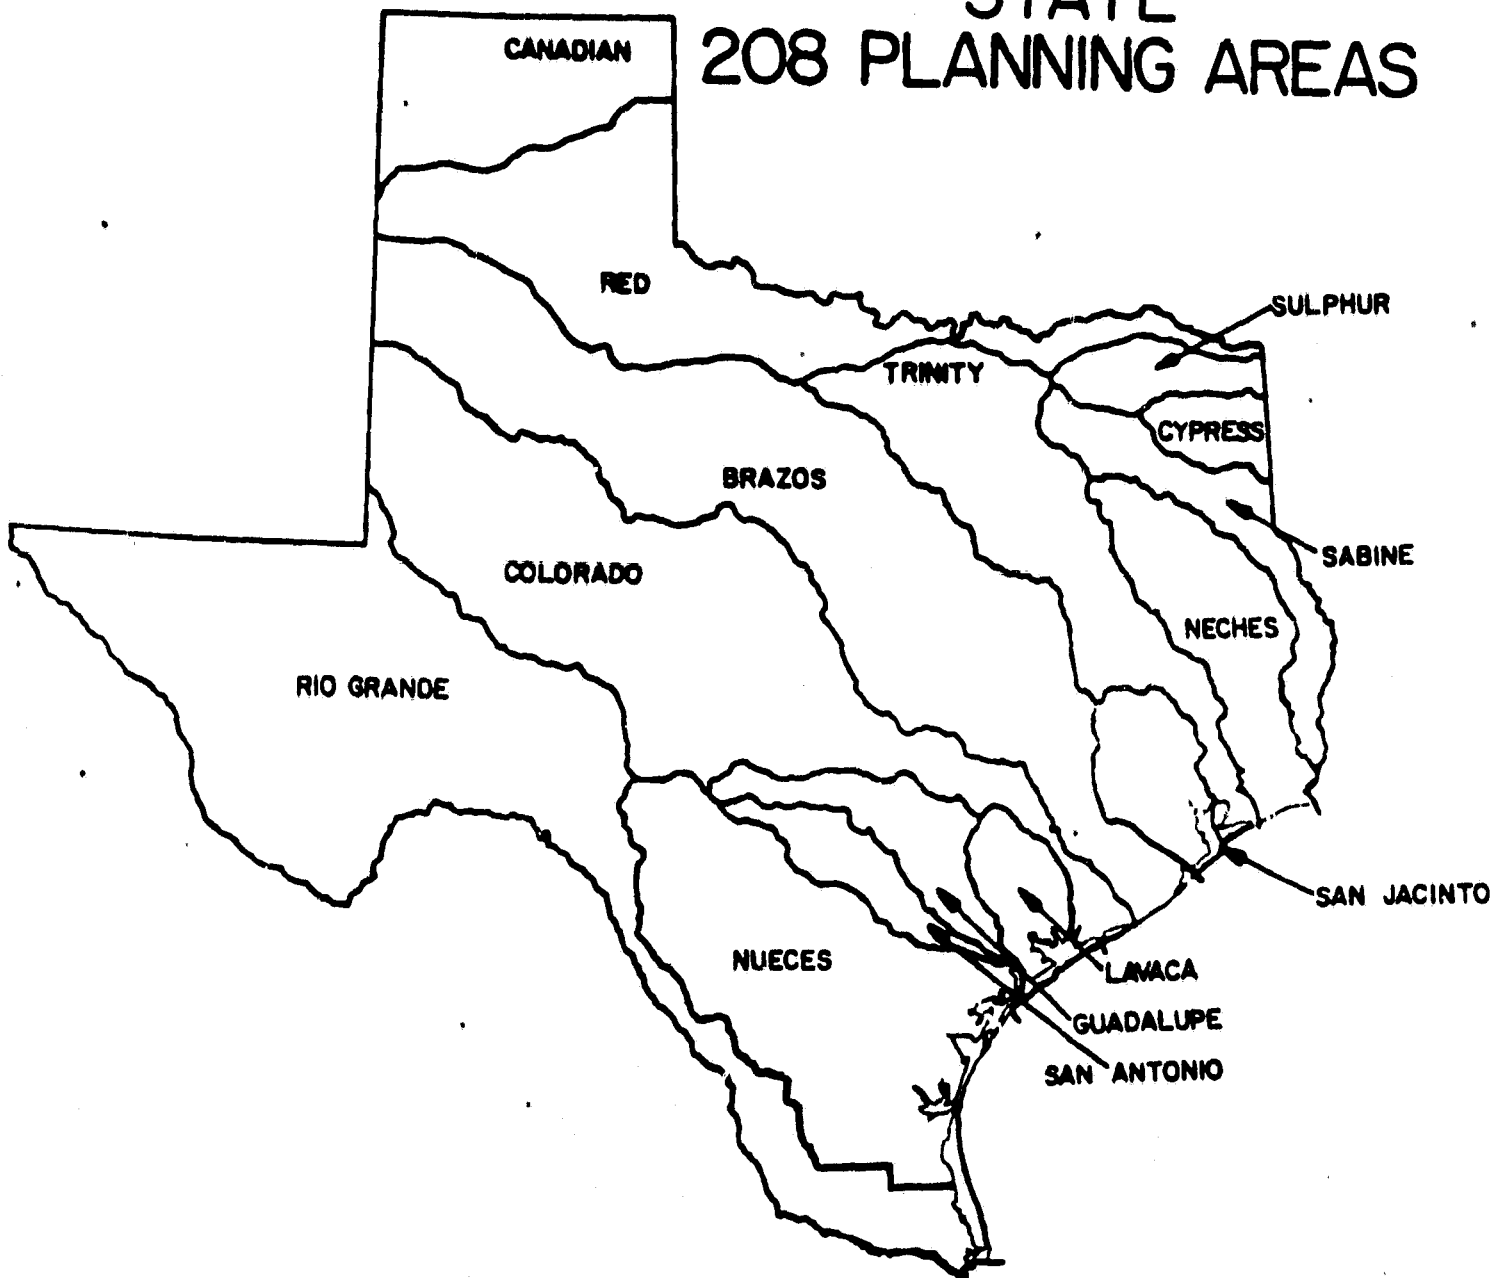 STATE
208 PLANNING AREAS
CANADIAN
RED
SULPHUR
TRINITY
CYPRESS
BRAZOS
SABINE
COLORADO
NECHES
RIO GRANDE
SAN JACINTO
NUECES
LAVACA
GUADALUPE
SAN ANTONIO